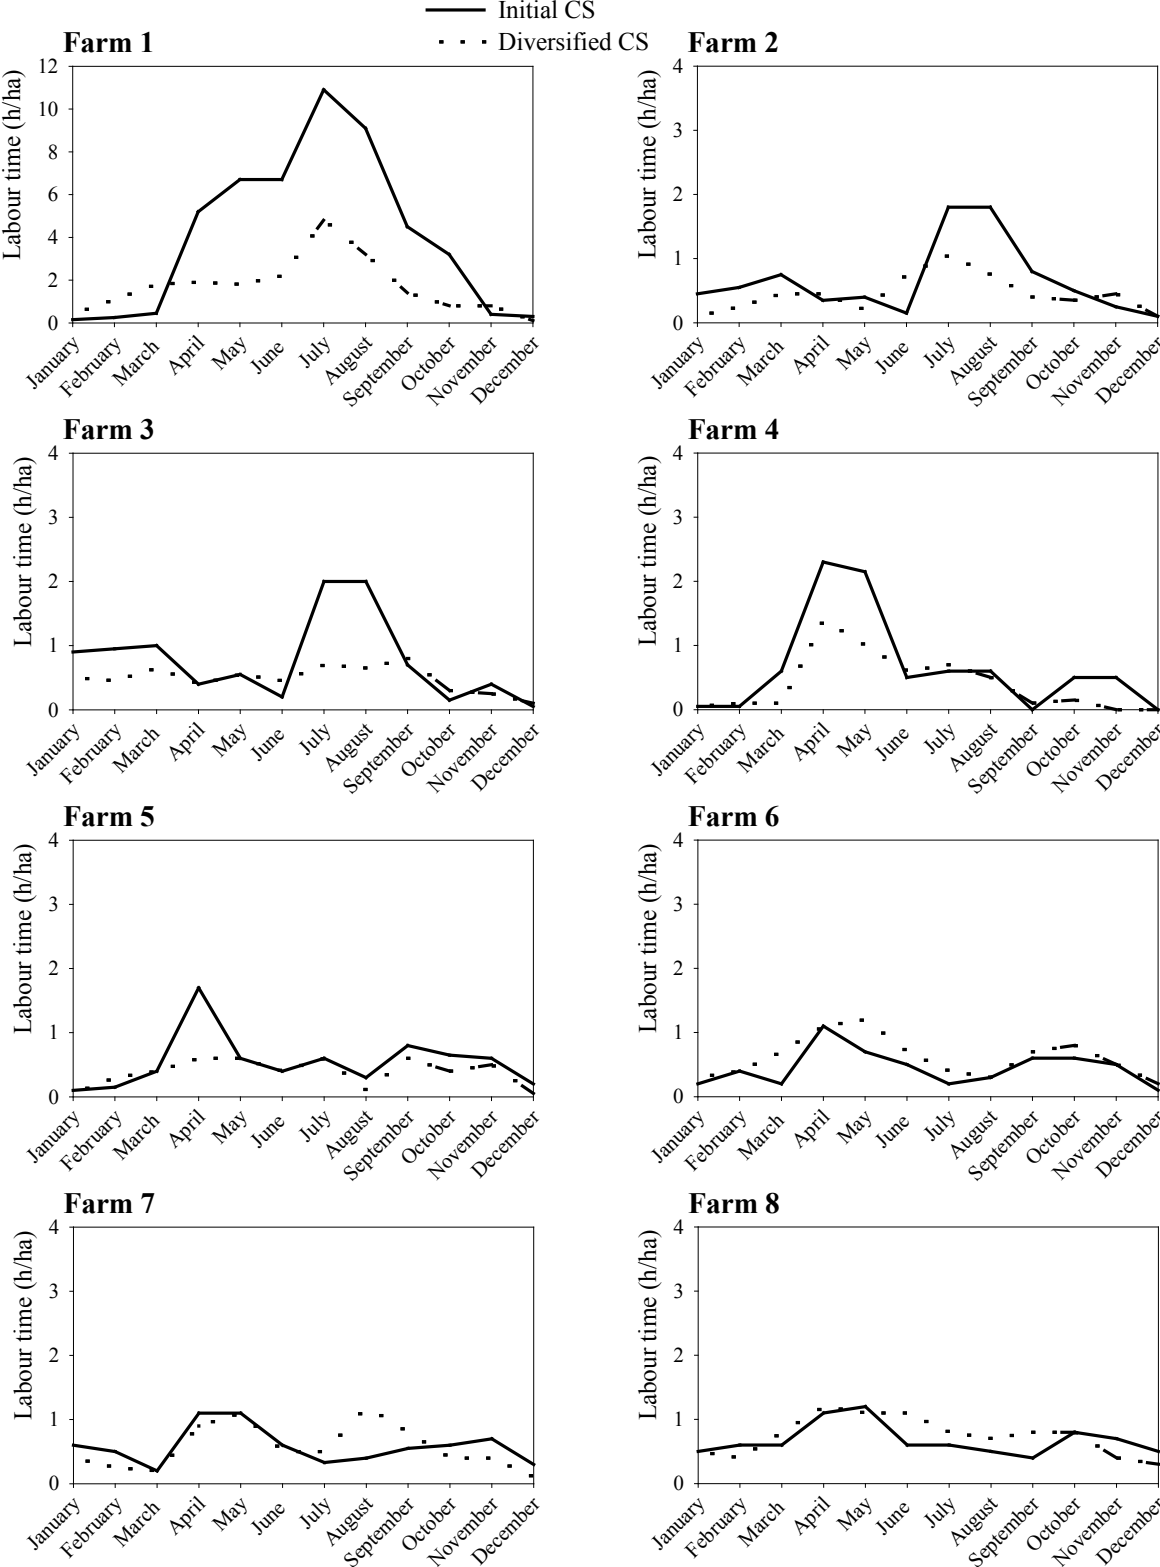 Initial CS
Diversified CS
Farm 1
Labour time (h/ha)
12
10
8
6
4
2
0
January
February
March
April
May
June
July
August
September
October
November
December
Farm 2
Labour time (h/ha)
4
3
2
1
0
January
February
March
April
May
June
July
August
September
October
November
December
Farm 3
Labour time (h/ha)
4
3
2
1
0
January
February
March
April
May
June
July
August
September
October
November
December
Farm 4
Labour time (h/ha)
4
3
2
1
0
January
February
March
April
May
June
July
August
September
October
November
December
Farm 5
Labour time (h/ha)
4
3
2
1
0
January
February
March
April
May
June
July
August
September
October
November
December
Farm 6
Labour time (h/ha)
4
3
2
1
0
January
February
March
April
May
June
July
August
September
October
November
December
Farm 7
Labour time (h/ha)
4
3
2
1
0
January
February
March
April
May
June
July
August
September
October
November
December
Farm 8
Labour time (h/ha)
4
3
2
1
0
January
February
March
April
May
June
July
August
September
October
November
December